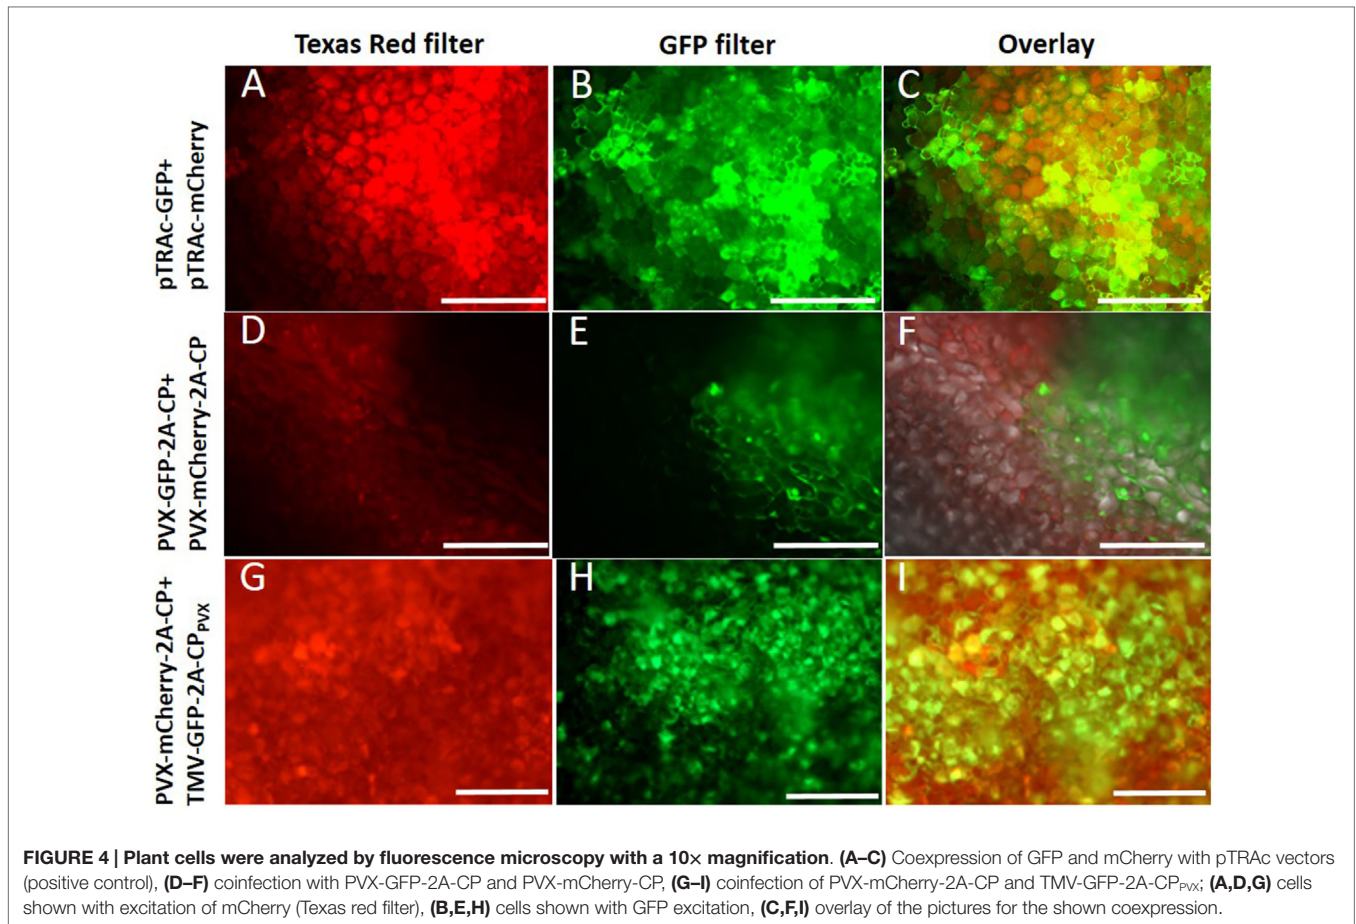 Texas Red filter GFP filter Overlay
pTRAc-GFP+
pTRAc-mCherry
A B C
PVX-GFP-2A-CP+
PVX-mCherry-2A-CP
D E F
PVX-mCherry-2A-CP+
TMV-GFP-2A-CPPVX
G H I
FIGURE 4 | Plant cells were analyzed by fluorescence microscopy with a 10× magnification. (A–C) Coexpression of GFP and mCherry with pTRAc vectors
(positive control), (D–F) coinfection with PVX-GFP-2A-CP and PVX-mCherry-CP, (G–I) coinfection of PVX-mCherry-2A-CP and TMV-GFP-2A-CPPVX; (A,D,G) cells
shown with excitation of mCherry (Texas red filter), (B,E,H) cells shown with GFP excitation, (C,F,I) overlay of the pictures for the shown coexpression.